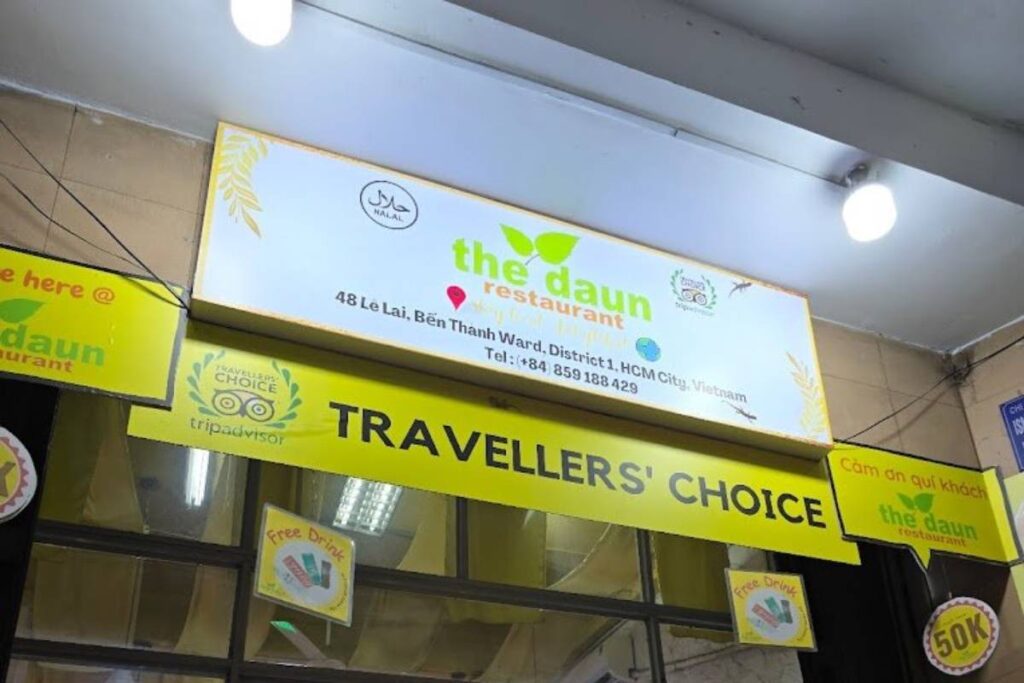 حلال
HALAL
the daun
restaurant
48 Lê Lai, Bến Thành Ward, District 1, HCM City, Vietnam
Tel : (+84) 859 188 429
tripadvisor
e here @
daun
aurant
TRAVELLERS'
CHOICE
tripadvisor
TRAVELLERS' CHOICE
Cảm ơn quí khách
the daun
restaurant
Free Drink
Free Drink
50K
K